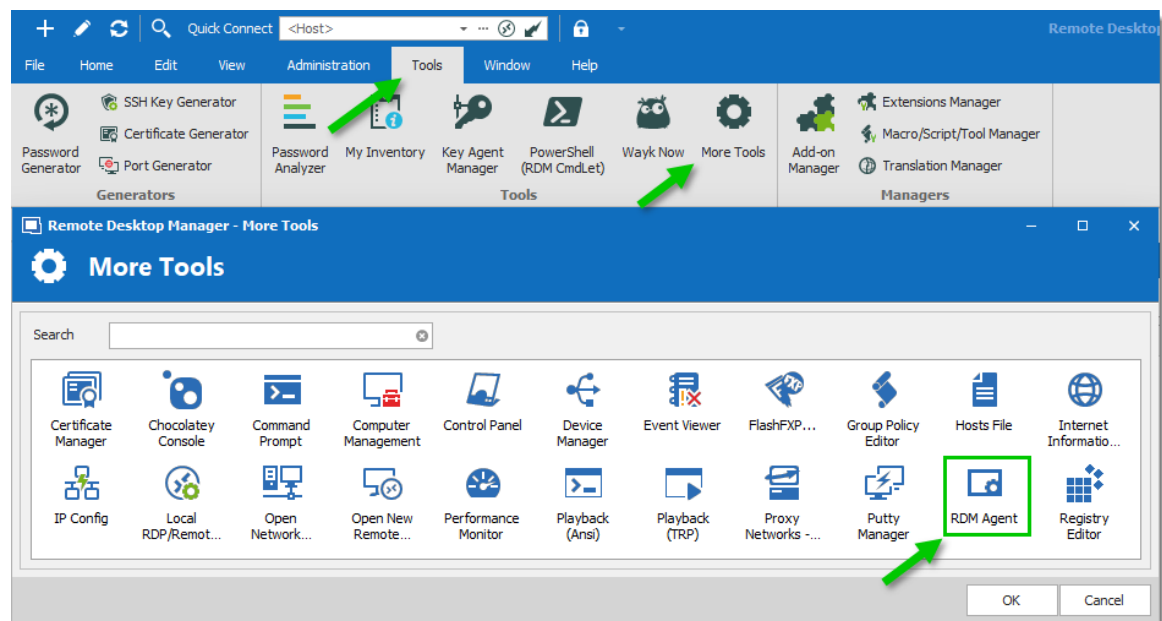 Quick Connect <Host>
Remote Deskto
File Home Edit View Administration Tools Window Help
SSH Key Generator
Certificate Generator
Port Generator
Password
Generator
Generators
Password
Analyzer
My Inventory
Key Agent
Manager
PowerShell
(RDM CmdLet)
Wayk Now
More Tools
Tools
Add-on
Manager
Extensions Manager
Macro/Script/Tool Manager
Translation Manager
Managers
Remote Desktop Manager - More Tools
More Tools
Search
Certificate
Manager
Chocolatey
Console
Command
Prompt
Computer
Management
Control Panel
Device
Manager
Event Viewer
FlashFXP...
Group Policy
Editor
Hosts File
Internet
Informatio...
IP Config
Local
RDP/Remot...
Open
Network...
Open New
Remote...
Performance
Monitor
Playback
(Ansi)
Playback
(TRP)
Proxy
Networks -...
Putty
Manager
RDM Agent
Registry
Editor
OK Cancel